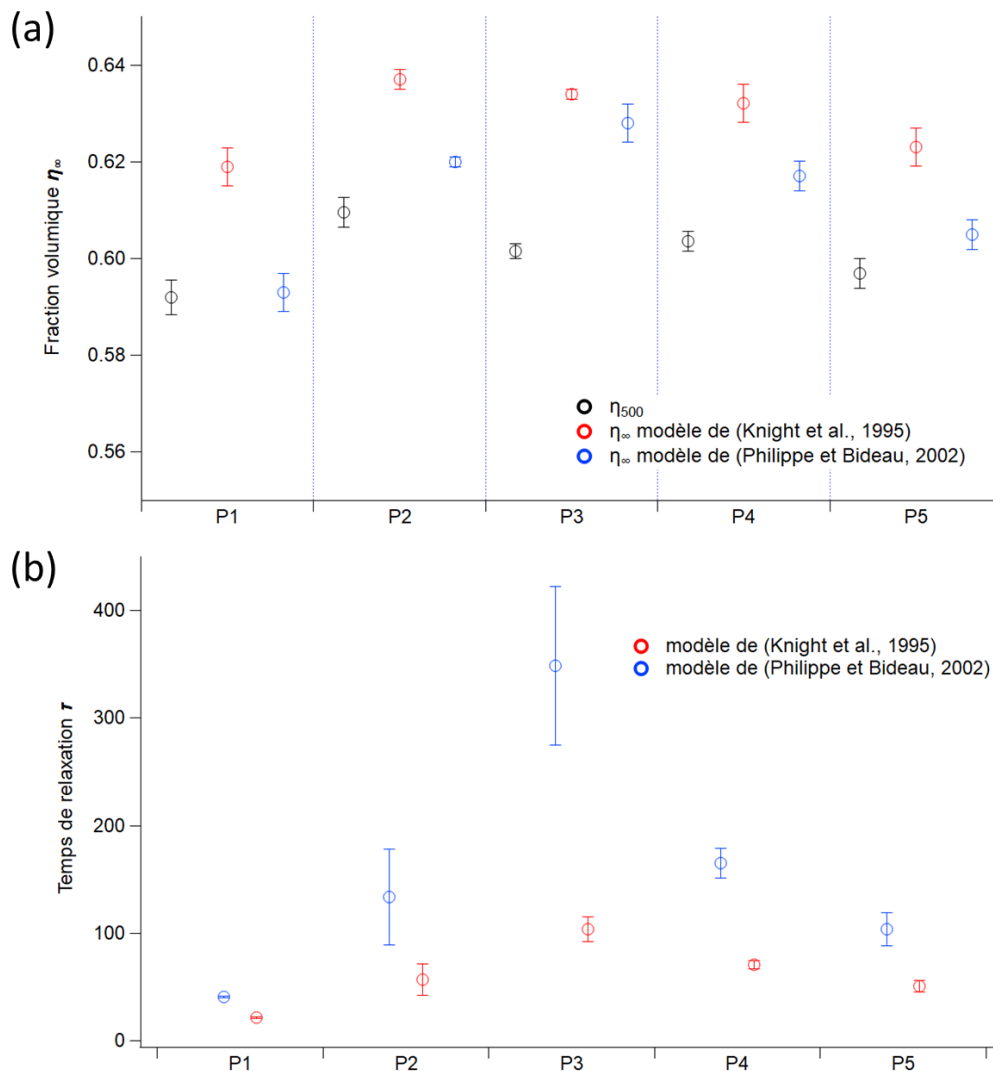 (a)
Fraction volumique η∞
0.64
0.62
0.60
0.58
0.56
η500
η∞ modèle de (Knight et al., 1995)
η∞ modèle de (Philippe et Bideau, 2002)
P1 P2 P3 P4 P5
(b)
Temps de relaxation τ
400
300
200
100
0
modèle de (Knight et al., 1995)
modèle de (Philippe et Bideau, 2002)
P1 P2 P3 P4 P5